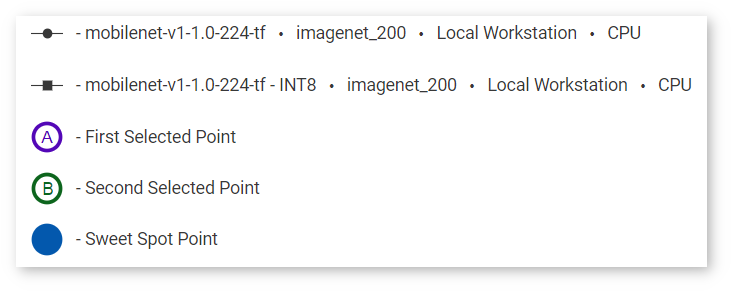 - mobilenet-v1-1.0-224-tf • imagenet_200 • Local Workstation • CPU
- mobilenet-v1-1.0-224-tf - INT8 • imagenet_200 • Local Workstation • CPU
A - First Selected Point
B - Second Selected Point
- Sweet Spot Point